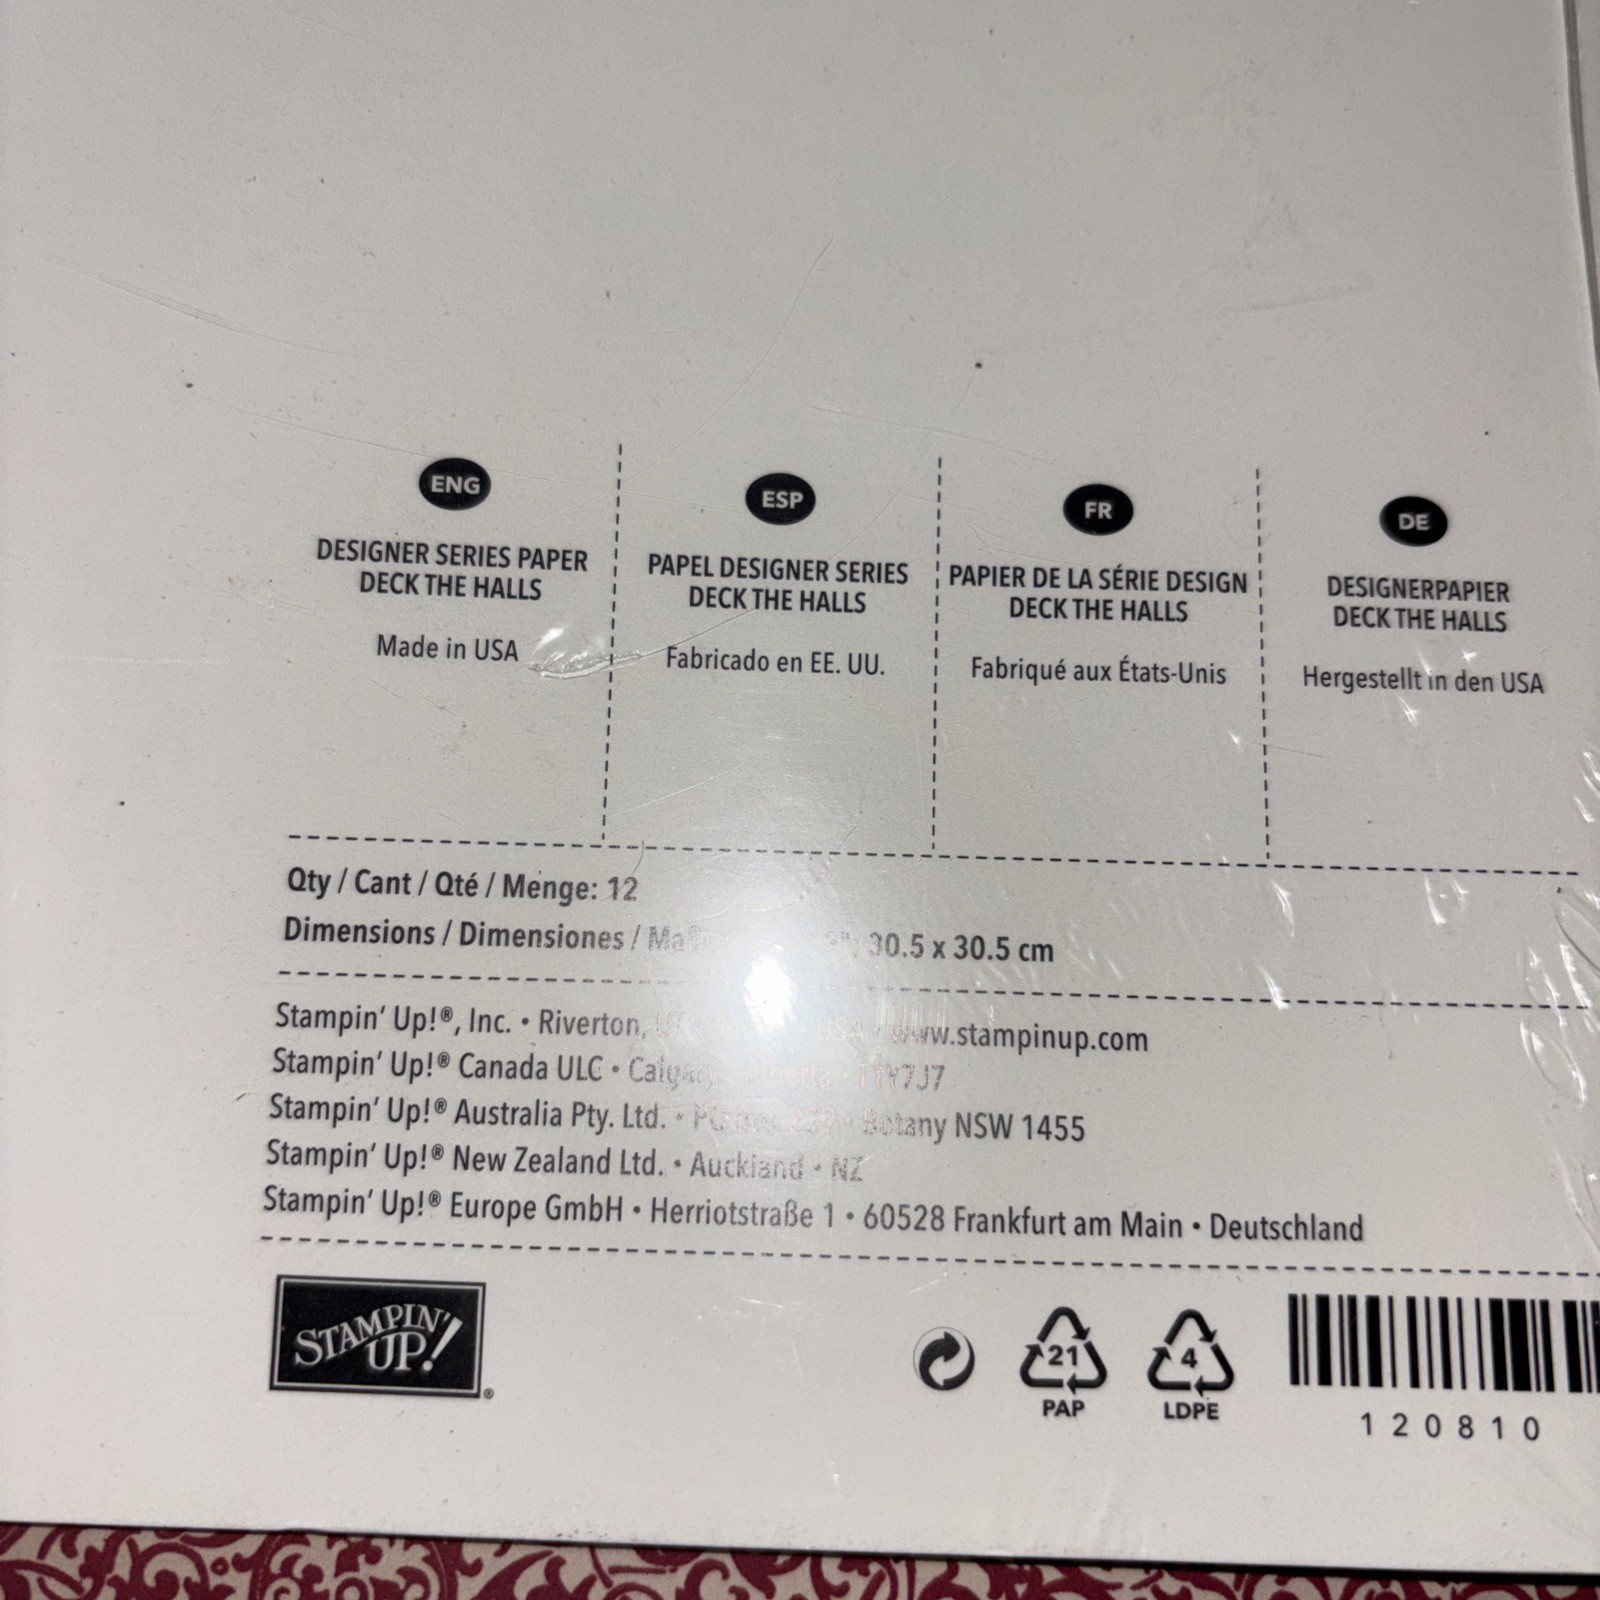 ENG
DESIGNER SERIES PAPER
DECK THE HALLS
Made in USA
ESP
PAPEL DESIGNER SERIES
DECK THE HALLS
Fabricado en EE. UU.
FR
PAPIER DE LA SÉRIE DESIGN
DECK THE HALLS
Fabriqué aux États-Unis
DE
DESIGNERPAPIER
DECK THE HALLS
Hergestellt in den USA
Qty / Cant / Qté / Menge: 12
Dimensions / Dimensiones / 30.5 x 30.5 cm
Stampin' Up!®, Inc. • Riverton, USA • www.stampinup.com
Stampin' Up!® Canada ULC • Calgary • Alberta • T1Y7J7
Stampin' Up!® Australia Pty. Ltd. • Botany NSW 1455
Stampin' Up!® New Zealand Ltd. • Auckland • NZ
Stampin' Up!® Europe GmbH • Herriotstraße 1 • 60528 Frankfurt am Main • Deutschland
STAMPIN' UP!®
21
PAP
4
LDPE
120810